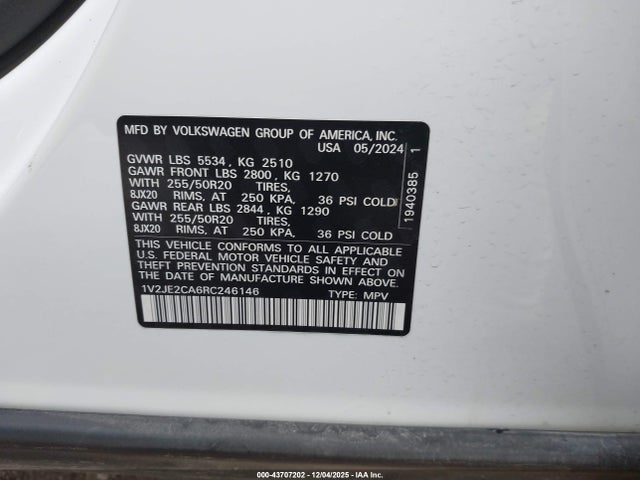 MFD BY VOLKSWAGEN GROUP OF AMERICA, INC.
USA 05/2024
GVWR LBS 5534 , KG 2510
GAWR FRONT LBS 2800 , KG 1270
WITH 255/50R20 TIRES,
8JX20 RIMS, AT 250 KPA. 36 PSI COLD
GAWR REAR LBS 2844 , KG 1290
WITH 255/50R20 TIRES,
8JX20 RIMS, AT 250 KPA. 36 PSI COLD
THIS VEHICLE CONFORMS TO ALL APPLICABLE
U.S. FEDERAL MOTOR VEHICLE SAFETY AND
THEFT PREVENTION STANDARDS IN EFFECT ON
THE DATE OF MANUFACTURE SHOWN ABOVE.
1V2JE2CA6RC246146 TYPE: MPV
1940385 1
000-43707202 - 12/04/2025 - IAA Inc.